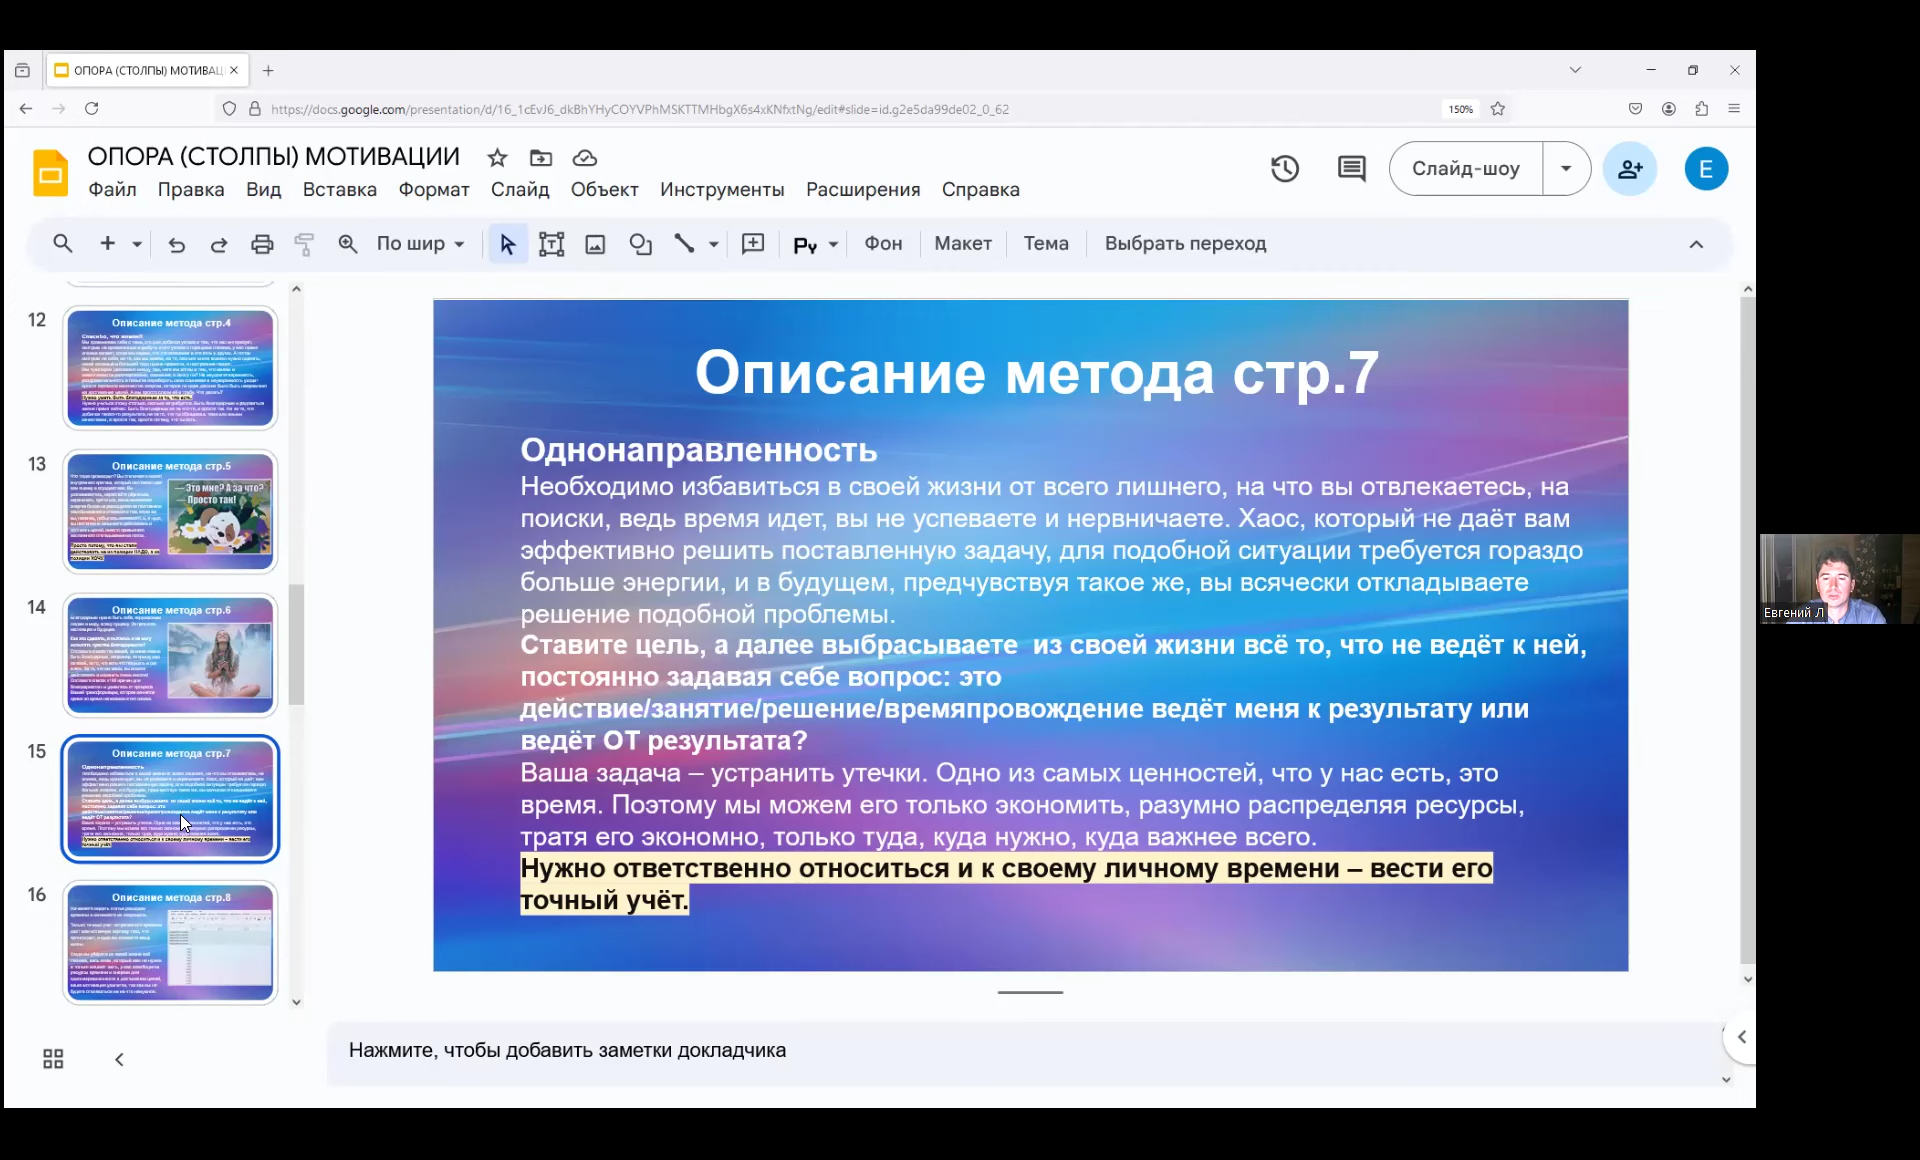 ОПОРА (СТОЛПЫ) МОТИВАЦ
https://docs.google.com/presentation/d/16_1cEvJ6_dkBhYHyCOYVPhMSKTTMHbgX6s4xKNfxtNg/edit#slide=id.g2e5da99de02_0_62
150%
ОПОРА (СТОЛПЫ) МОТИВАЦИИ
Файл Правка Вид Вставка Формат Слайд Объект Инструменты Расширения Справка
Слайд-шоу
E
По шир
Фон Макет Тема Выбрать переход
12
Описание метода стр.4
13
Описание метода стр.5
— Это мне? А за что?
— Просто так!
14
Описание метода стр.6
15
Описание метода стр.7
16
Описание метода стр.8
Описание метода стр.7
Однонаправленность
Необходимо избавиться в своей жизни от всего лишнего, на что вы отвлекаетесь, на
поиски, ведь время идет, вы не успеваете и нервничаете. Хаос, который не даёт вам
эффективно решить поставленную задачу, для подобной ситуации требуется гораздо
больше энергии, и в будущем, предчувствуя такое же, вы всячески откладываете
решение подобной проблемы.
Ставите цель, а далее выбрасываете  из своей жизни всё то, что не ведёт к ней,
постоянно задавая себе вопрос: это
действие/занятие/решение/времяпровождение ведёт меня к результату или
ведёт ОТ результата?
Ваша задача – устранить утечки. Одно из самых ценностей, что у нас есть, это
время. Поэтому мы можем его только экономить, разумно распределяя ресурсы,
тратя его экономно, только туда, куда нужно, куда важнее всего.
Нужно ответственно относиться и к своему личному времени – вести его
точный учёт.
Нажмите, чтобы добавить заметки докладчика
Евгений Л